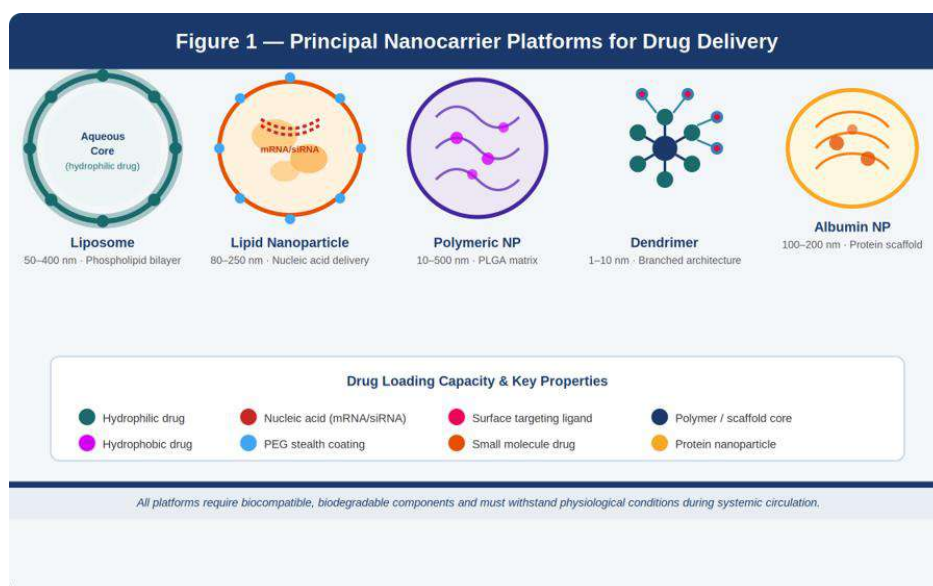 Figure 1 — Principal Nanocarrier Platforms for Drug Delivery
Aqueous
Core
(hydrophilic drug)
mRNA/siRNA
Liposome
50–400 nm · Phospholipid bilayer
Lipid Nanoparticle
80–250 nm · Nucleic acid delivery
Polymeric NP
10–500 nm · PLGA matrix
Dendrimer
1–10 nm · Branched architecture
Albumin NP
100–200 nm · Protein scaffold
Drug Loading Capacity & Key Properties
Hydrophilic drug
Nucleic acid (mRNA/siRNA)
Surface targeting ligand
Polymer / scaffold core
Hydrophobic drug
PEG stealth coating
Small molecule drug
Protein nanoparticle
All platforms require biocompatible, biodegradable components and must withstand physiological conditions during systemic circulation.